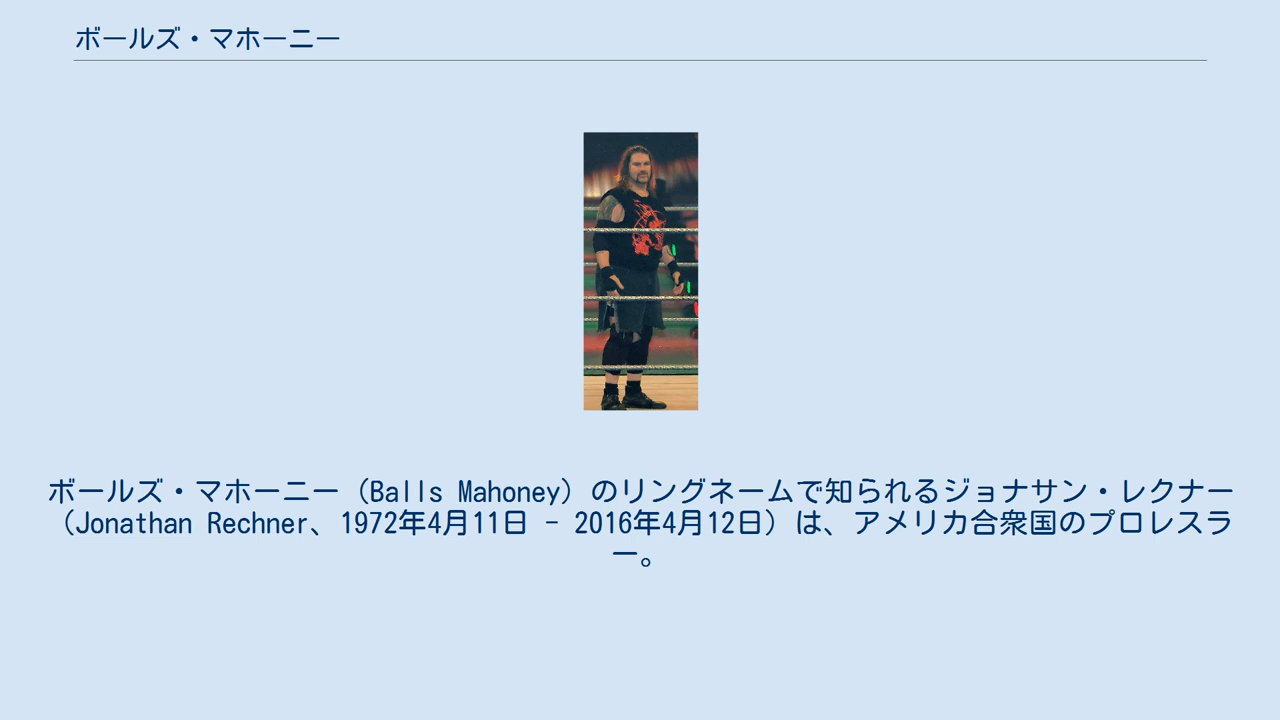 ボールズ・マホーニー
ボールズ・マホーニー（Balls Mahoney）のリングネームで知られるジョナサン・レクナー
（Jonathan Rechner、1972年4月11日 - 2016年4月12日）は、アメリカ合衆国のプロレスラ
ー。